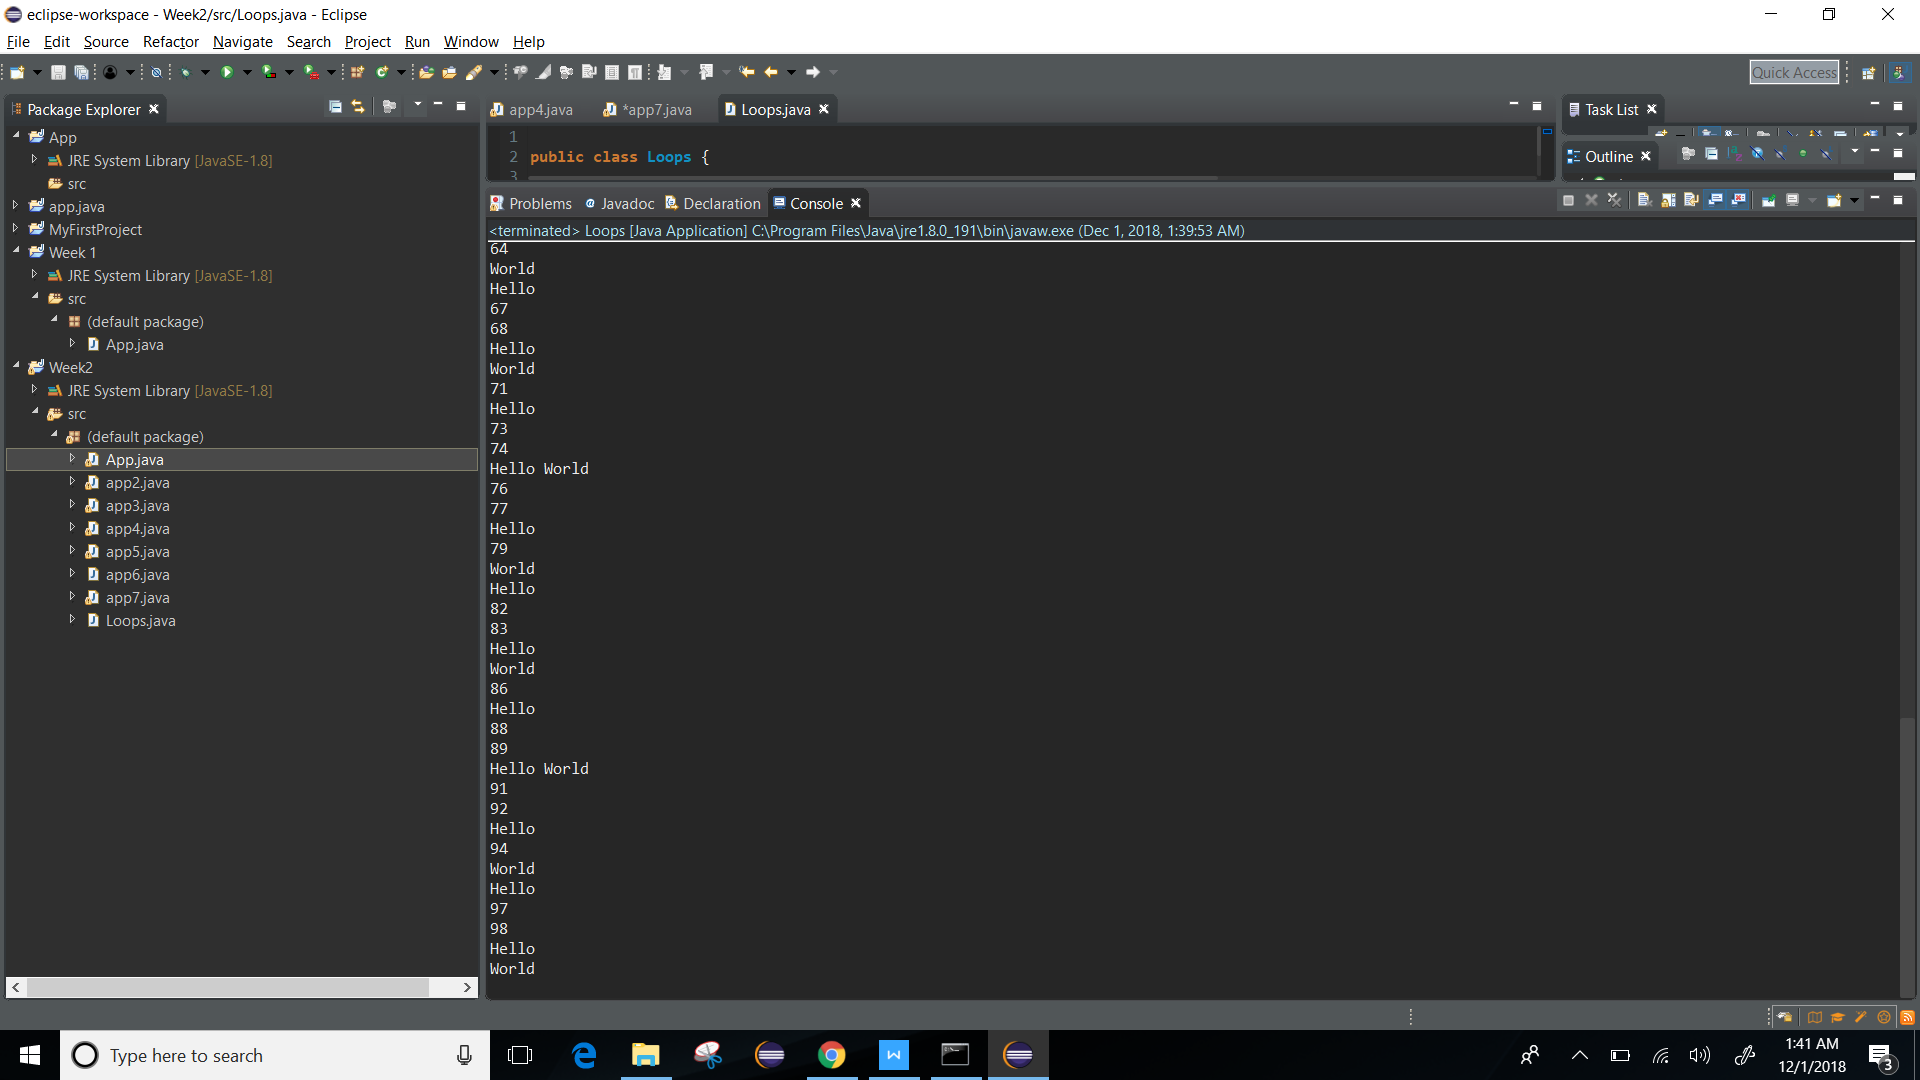 eclipse-workspace - Week2/src/Loops.java - Eclipse
File Edit Source Refactor Navigate Search Project Run Window Help
Quick Access
Package Explorer
App
JRE System Library [JavaSE-1.8]
src
app.java
MyFirstProject
Week 1
JRE System Library [JavaSE-1.8]
src
(default package)
App.java
Week2
JRE System Library [JavaSE-1.8]
src
(default package)
App.java
app2.java
app3.java
app4.java
app5.java
app6.java
app7.java
Loops.java
app4.java *app7.java Loops.java
1
2 public class Loops {
3
Task List
Outline
Problems Javadoc Declaration Console
<terminated> Loops [Java Application] C:\Program Files\Java\jre1.8.0_191\bin\javaw.exe (Dec 1, 2018, 1:39:53 AM)
64
World
Hello
67
68
Hello
World
71
Hello
73
74
Hello World
76
77
Hello
79
World
Hello
82
83
Hello
World
86
Hello
88
89
Hello World
91
92
Hello
94
World
Hello
97
98
Hello
World
Type here to search
1:41 AM
12/1/2018
3